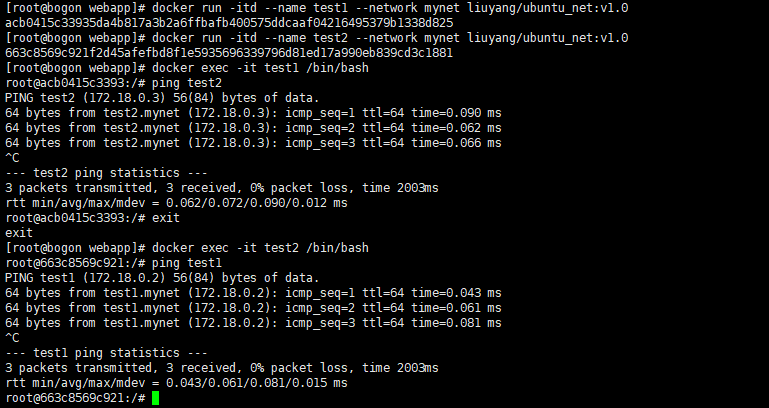 [root@bogon webapp]# docker run -itd --name test1 --network mynet liuyang/ubuntu_net:v1.0
acb0415c33935da4b817a3b2a6ffbafb400575ddcaaf04216495379b1338d825
[root@bogon webapp]# docker run -itd --name test2 --network mynet liuyang/ubuntu_net:v1.0
663c8569c921f2d45afefbd8f1e5935696339796d81ed17a990eb839cd3c1881
[root@bogon webapp]# docker exec -it test1 /bin/bash
root@acb0415c3393:/# ping test2
PING test2 (172.18.0.3) 56(84) bytes of data.
64 bytes from test2.mynet (172.18.0.3): icmp_seq=1 ttl=64 time=0.090 ms
64 bytes from test2.mynet (172.18.0.3): icmp_seq=2 ttl=64 time=0.062 ms
64 bytes from test2.mynet (172.18.0.3): icmp_seq=3 ttl=64 time=0.066 ms
^C
--- test2 ping statistics ---
3 packets transmitted, 3 received, 0% packet loss, time 2003ms
rtt min/avg/max/mdev = 0.062/0.072/0.090/0.012 ms
root@acb0415c3393:/# exit
exit
[root@bogon webapp]# docker exec -it test2 /bin/bash
root@663c8569c921:/# ping test1
PING test1 (172.18.0.2) 56(84) bytes of data.
64 bytes from test1.mynet (172.18.0.2): icmp_seq=1 ttl=64 time=0.043 ms
64 bytes from test1.mynet (172.18.0.2): icmp_seq=2 ttl=64 time=0.061 ms
64 bytes from test1.mynet (172.18.0.2): icmp_seq=3 ttl=64 time=0.081 ms
^C
--- test1 ping statistics ---
3 packets transmitted, 3 received, 0% packet loss, time 2003ms
rtt min/avg/max/mdev = 0.043/0.061/0.081/0.015 ms
root@663c8569c921:/#